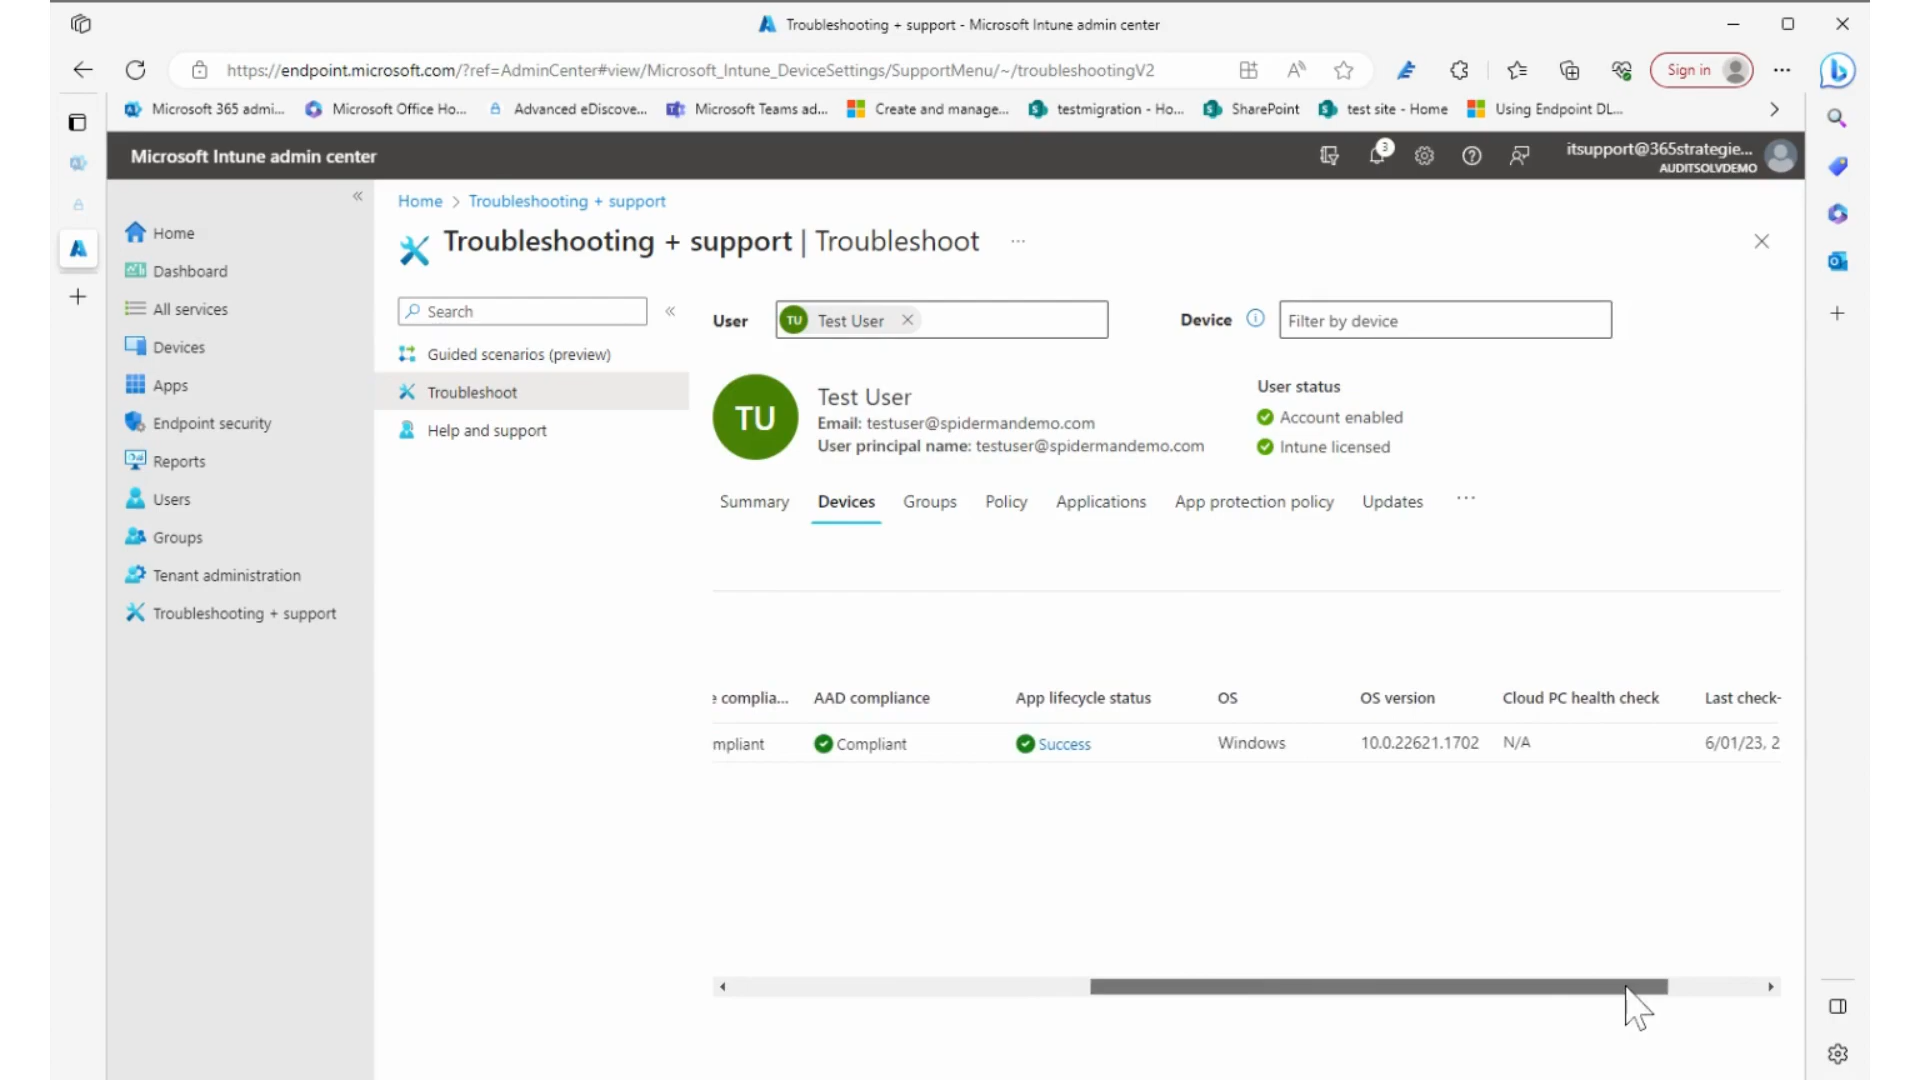 Troubleshooting + support - Microsoft Intune admin center
https://endpoint.microsoft.com/?ref=AdminCenter#view/Microsoft_Intune_DeviceSettings/SupportMenu/~/troubleshootingV2
Sign in
Microsoft 365 admi...
Microsoft Office Ho...
Advanced eDiscove...
Microsoft Teams ad...
Create and manage...
testmigration - Ho...
SharePoint
test site - Home
Using Endpoint DL...
Microsoft Intune admin center
3
itsupport@365strategie...
AUDITSOLVDEMO
Home
Dashboard
All services
Devices
Apps
Endpoint security
Reports
Users
Groups
Tenant administration
Troubleshooting + support
Home > Troubleshooting + support
Troubleshooting + support | Troubleshoot
Search
Guided scenarios (preview)
Troubleshoot
Help and support
User
TU Test User
Device
Filter by device
TU
Test User
Email: testuser@spidermandemo.com
User principal name: testuser@spidermandemo.com
User status
Account enabled
Intune licensed
Summary Devices Groups Policy Applications App protection policy Updates ...
e complia... AAD compliance App lifecycle status OS OS version Cloud PC health check Last check-
mpliant Compliant Success Windows 10.0.22621.1702 N/A 6/01/23, 2